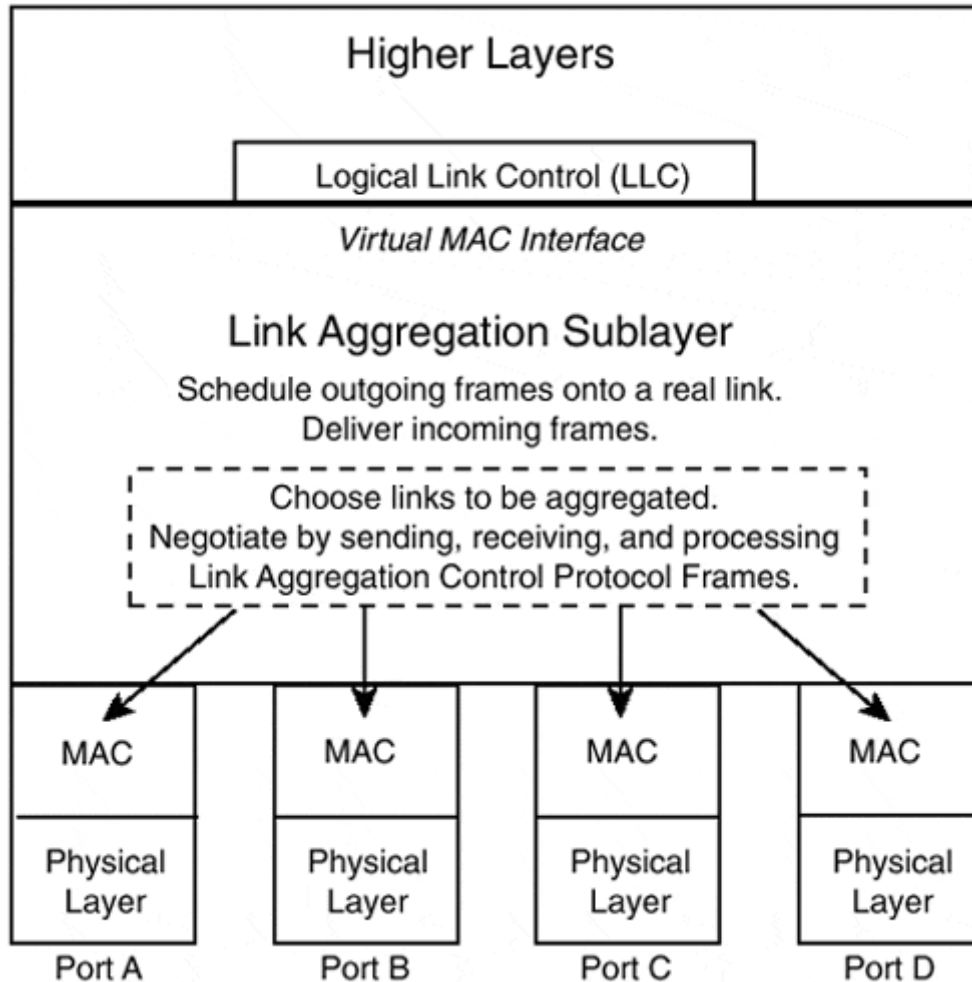 Higher Layers
Logical Link Control (LLC)
Virtual MAC Interface
Link Aggregation Sublayer
Schedule outgoing frames onto a real link.
Deliver incoming frames.
Choose links to be aggregated.
Negotiate by sending, receiving, and processing
Link Aggregation Control Protocol Frames.
MAC
MAC
MAC
MAC
Physical
Layer
Physical
Layer
Physical
Layer
Physical
Layer
Port A
Port B
Port C
Port D